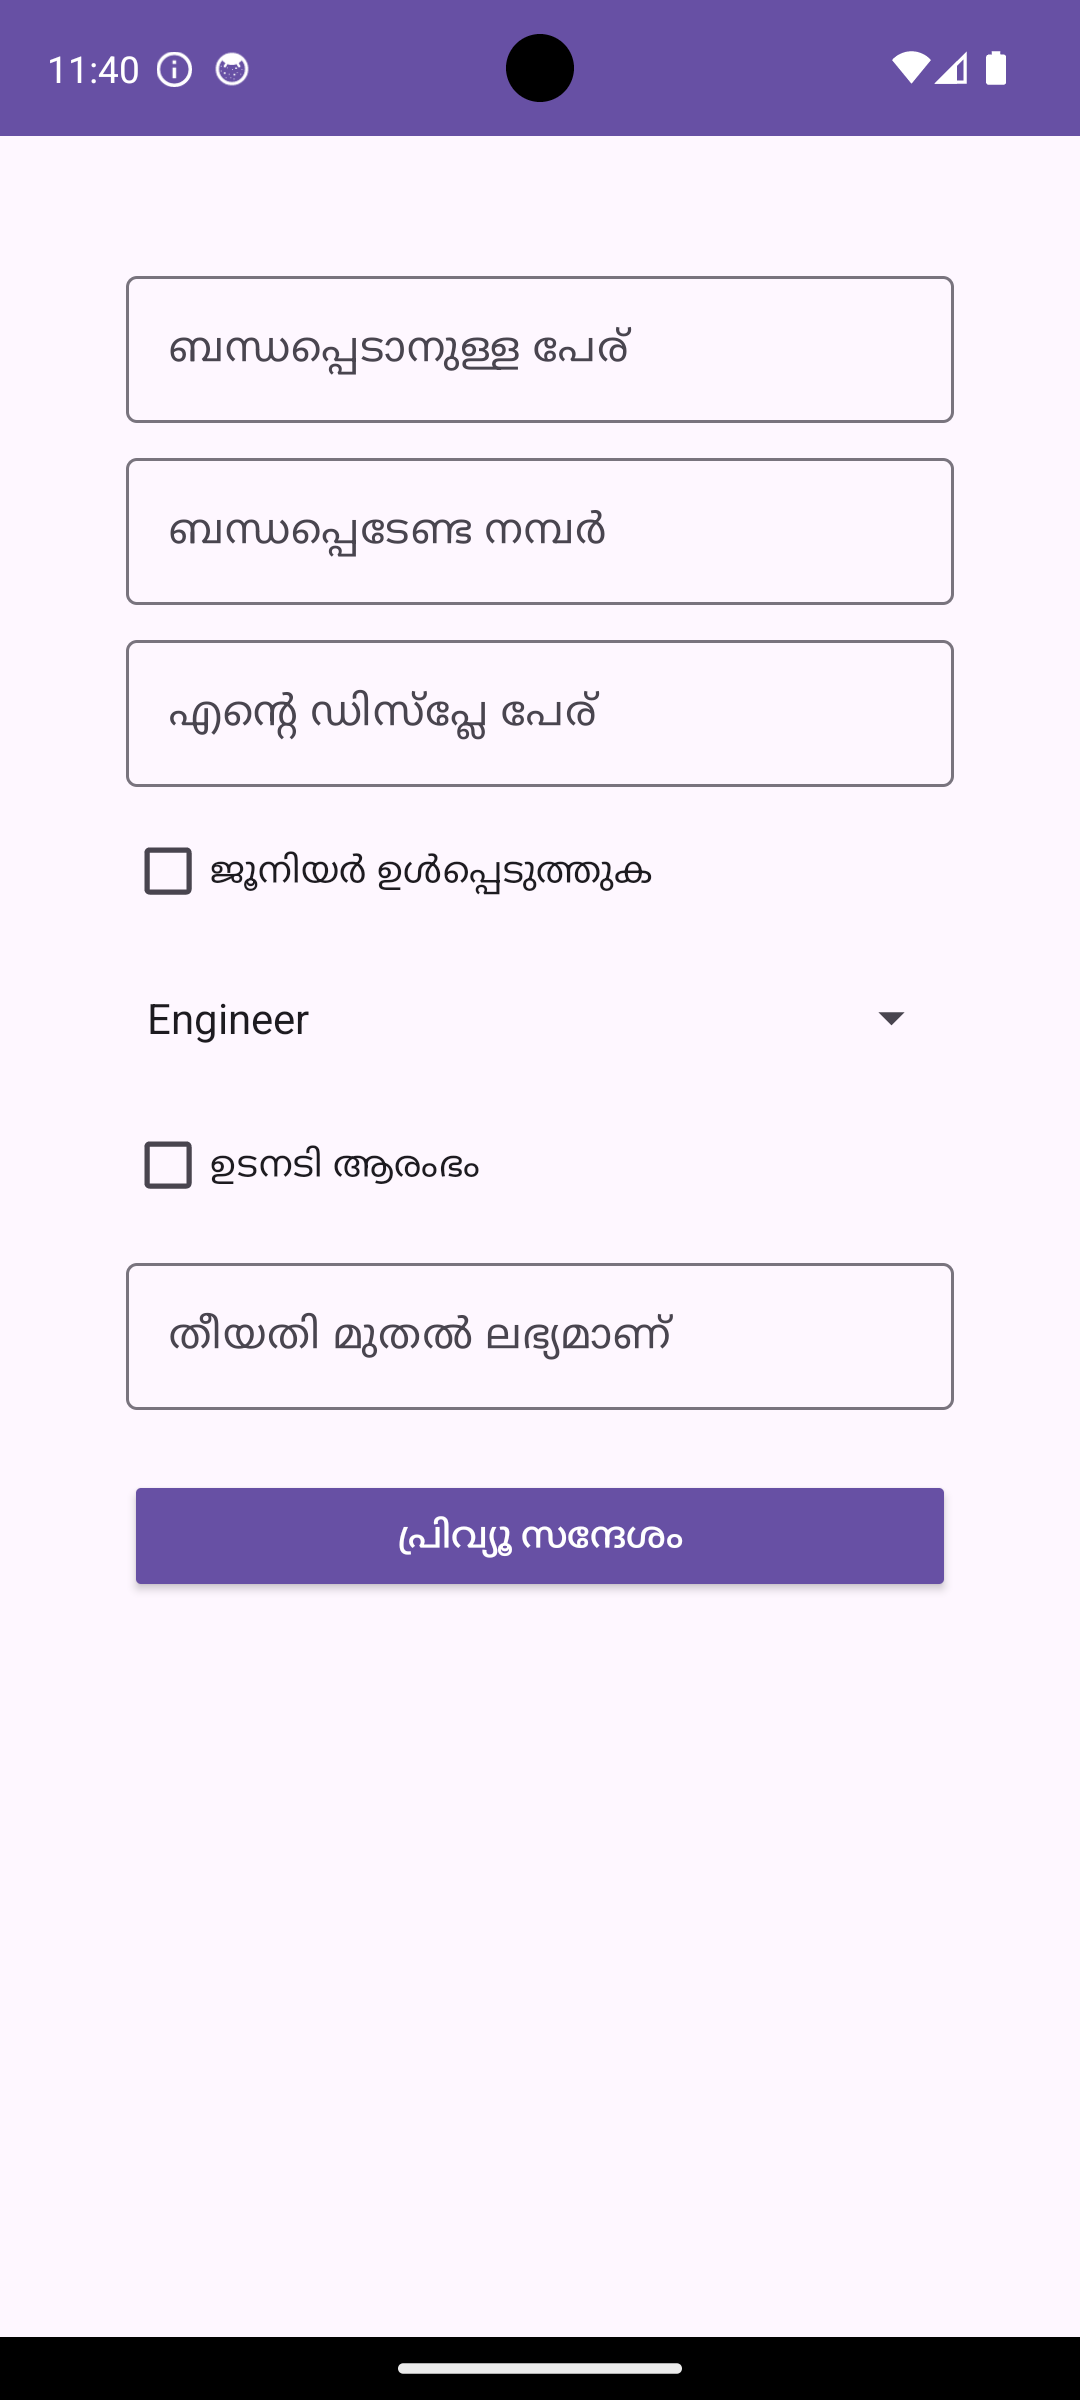 11:40
ബന്ധപ്പെടാനുള്ള പേര്
ബന്ധപ്പെടേണ്ട നമ്പർ
എന്റെ ഡിസ്പ്ലേ പേര്
ജൂനിയർ ഉൾപ്പെടുത്തുക
Engineer
ഉടനടി ആരംഭം
തീയതി മുതൽ ലഭ്യമാണ്
പ്രിവ്യൂ സന്ദേശം